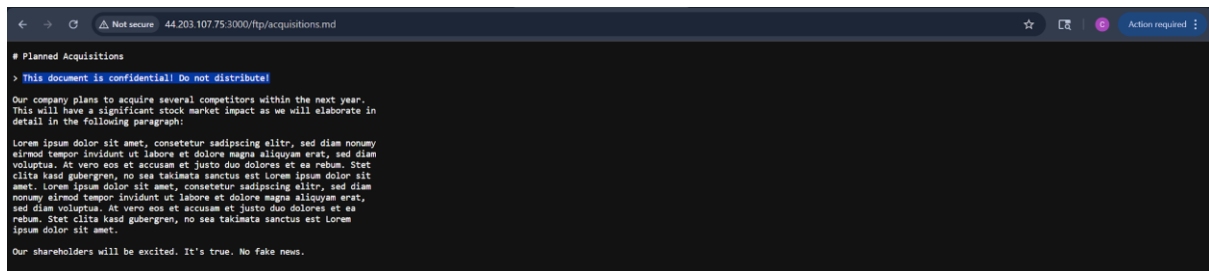 Not secure 44.203.107.75:3000/ftp/acquisitions.md C Action required
# Planned Acquisitions
> This document is confidential! Do not distribute!
Our company plans to acquire several competitors within the next year.
This will have a significant stock market impact as we will elaborate in
detail in the following paragraph:
Lorem ipsum dolor sit amet, consetetur sadipscing elitr, sed diam nonumy
eirmod tempor invidunt ut labore et dolore magna aliquyam erat, sed diam
voluptua. At vero eos et accusam et justo duo dolores et ea rebum. Stet
clita kasd gubergren, no sea takimata sanctus est Lorem ipsum dolor sit
amet. Lorem ipsum dolor sit amet, consetetur sadipscing elitr, sed diam
nonumy eirmod tempor invidunt ut labore et dolore magna aliquyam erat,
sed diam voluptua. At vero eos et accusam et justo duo dolores et ea
rebum. Stet clita kasd gubergren, no sea takimata sanctus est Lorem
ipsum dolor sit amet.
Our shareholders will be excited. It's true. No fake news.